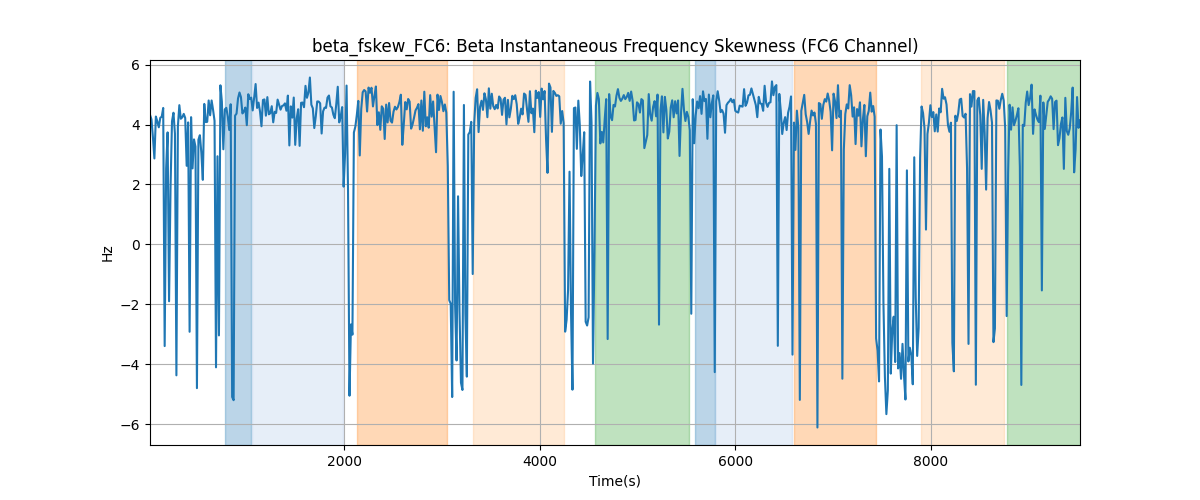 beta_fskew_FC6: Beta Instantaneous Frequency Skewness (FC6 Channel)
6
4
2
0
−2
−4
−6
Hz
2000 4000 6000 8000
Time(s)